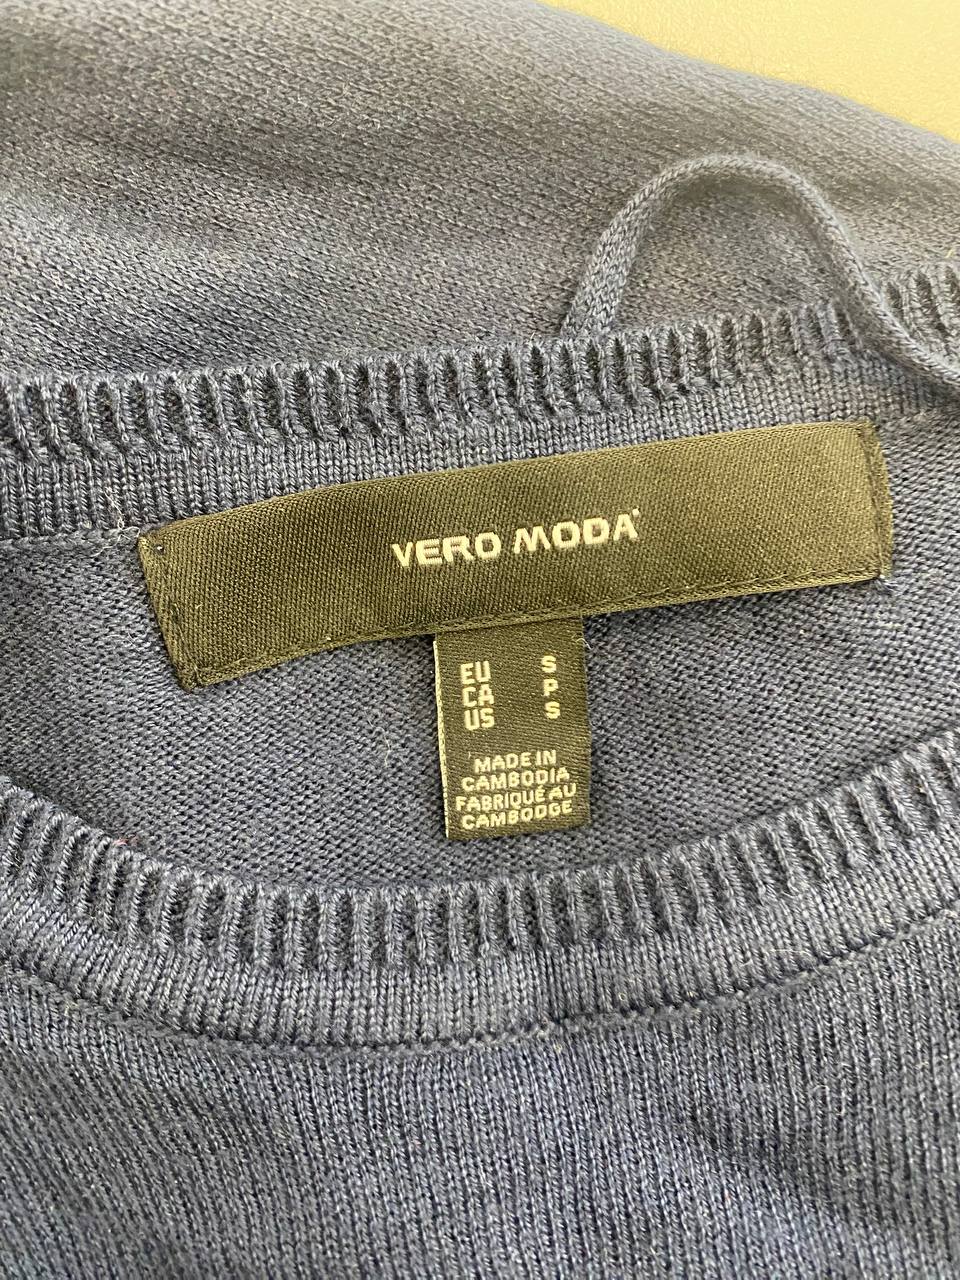 VERO MODA
EU S
CA P
US S
MADE IN
CAMBODIA
FABRIQUÉ AU
CAMBODGE